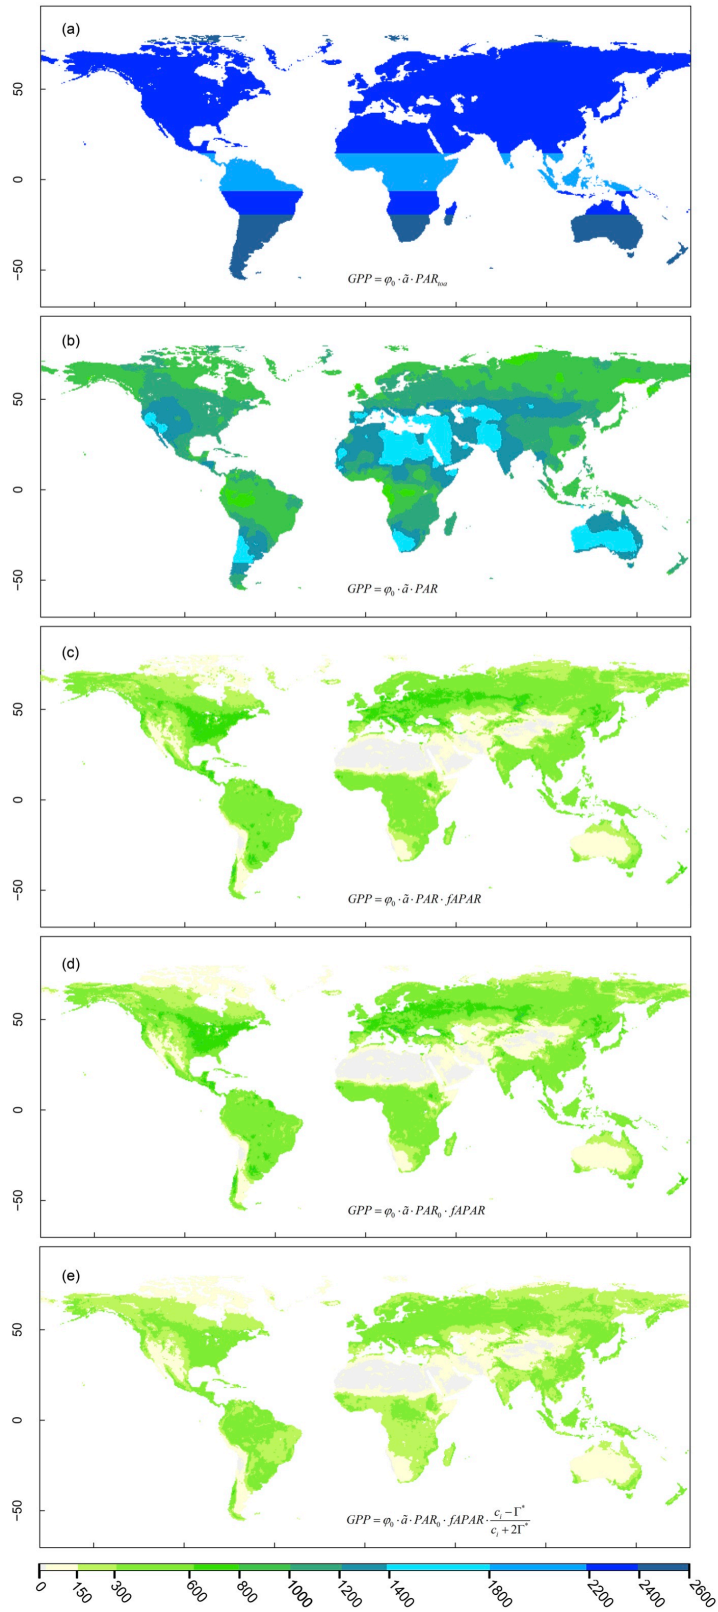 (a)
50
0
−50
GPP = φ₀ · ã · PARₜₒₐ
(b)
50
0
−50
GPP = φ₀ · ã · PAR
(c)
50
0
−50
GPP = φ₀ · ã · PAR · fAPAR
(d)
50
0
−50
GPP = φ₀ · ã · PAR₀ · fAPAR
(e)
50
0
−50
GPP = φ₀ · ã · PAR₀ · fAPAR · (cᵢ − Γ*) / (cᵢ + 2Γ*)
0 150 300 600 800 1000 1200 1400 1800 2200 2400 2600